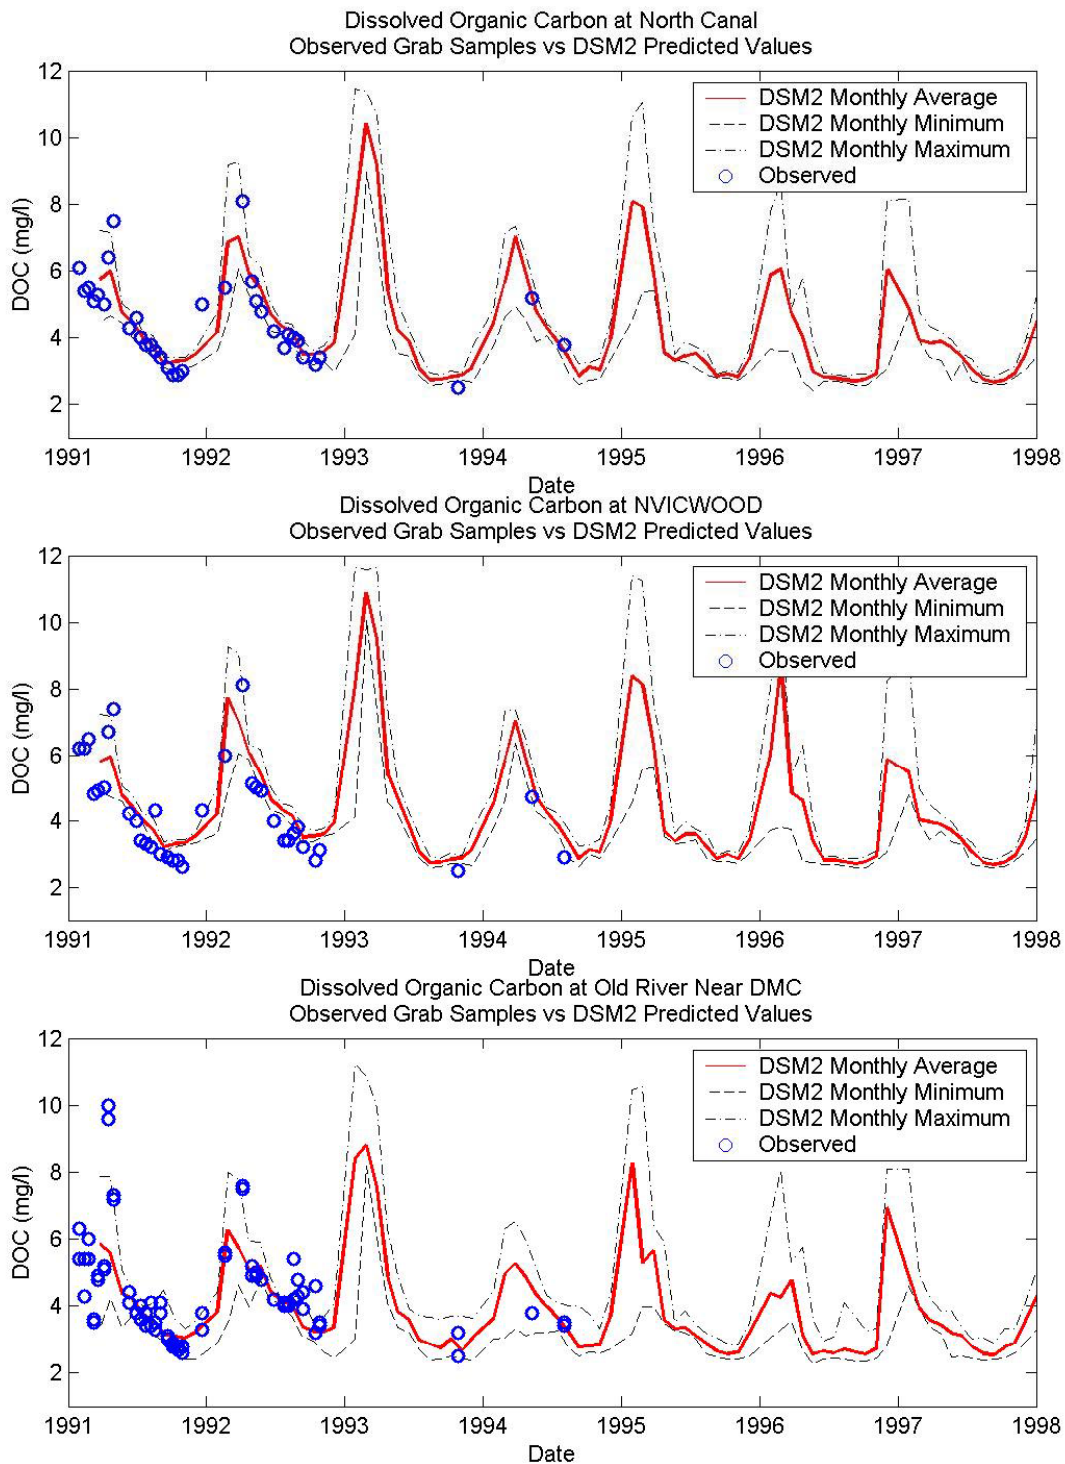 Dissolved Organic Carbon at North Canal
Observed Grab Samples vs DSM2 Predicted Values
12
10
8
6
4
2
DOC (mg/l)
DSM2 Monthly Average
DSM2 Monthly Minimum
DSM2 Monthly Maximum
Observed
1991 1992 1993 1994 1995 1996 1997 1998
Date
Dissolved Organic Carbon at NVICWOOD
Observed Grab Samples vs DSM2 Predicted Values
12
10
8
6
4
2
DOC (mg/l)
DSM2 Monthly Average
DSM2 Monthly Minimum
DSM2 Monthly Maximum
Observed
1991 1992 1993 1994 1995 1996 1997 1998
Date
Dissolved Organic Carbon at Old River Near DMC
Observed Grab Samples vs DSM2 Predicted Values
12
10
8
6
4
2
DOC (mg/l)
DSM2 Monthly Average
DSM2 Monthly Minimum
DSM2 Monthly Maximum
Observed
1991 1992 1993 1994 1995 1996 1997 1998
Date